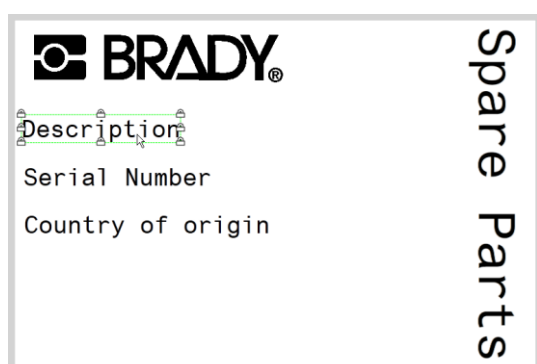 BRADY®
Description
Serial Number
Country of origin
Spare Parts